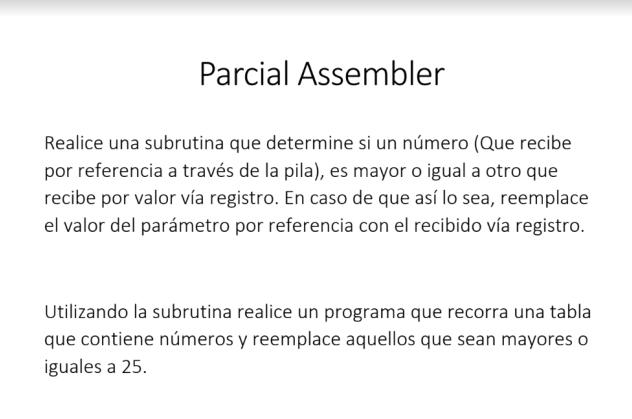 Parcial Assembler
Realice una subrutina que determine si un número (Que recibe
por referencia a través de la pila), es mayor o igual a otro que
recibe por valor vía registro. En caso de que así lo sea, reemplace
el valor del parámetro por referencia con el recibido vía registro.
Utilizando la subrutina realice un programa que recorra una tabla
que contiene números y reemplace aquellos que sean mayores o
iguales a 25.